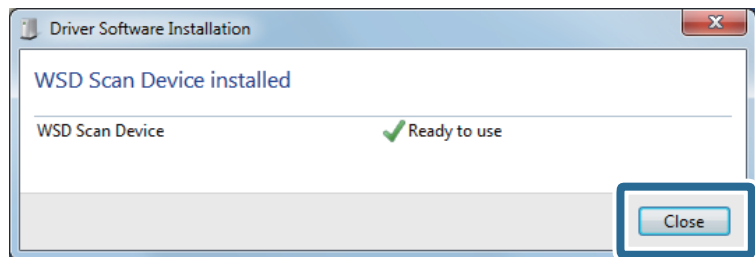 Driver Software Installation
WSD Scan Device installed
WSD Scan Device Ready to use
Close